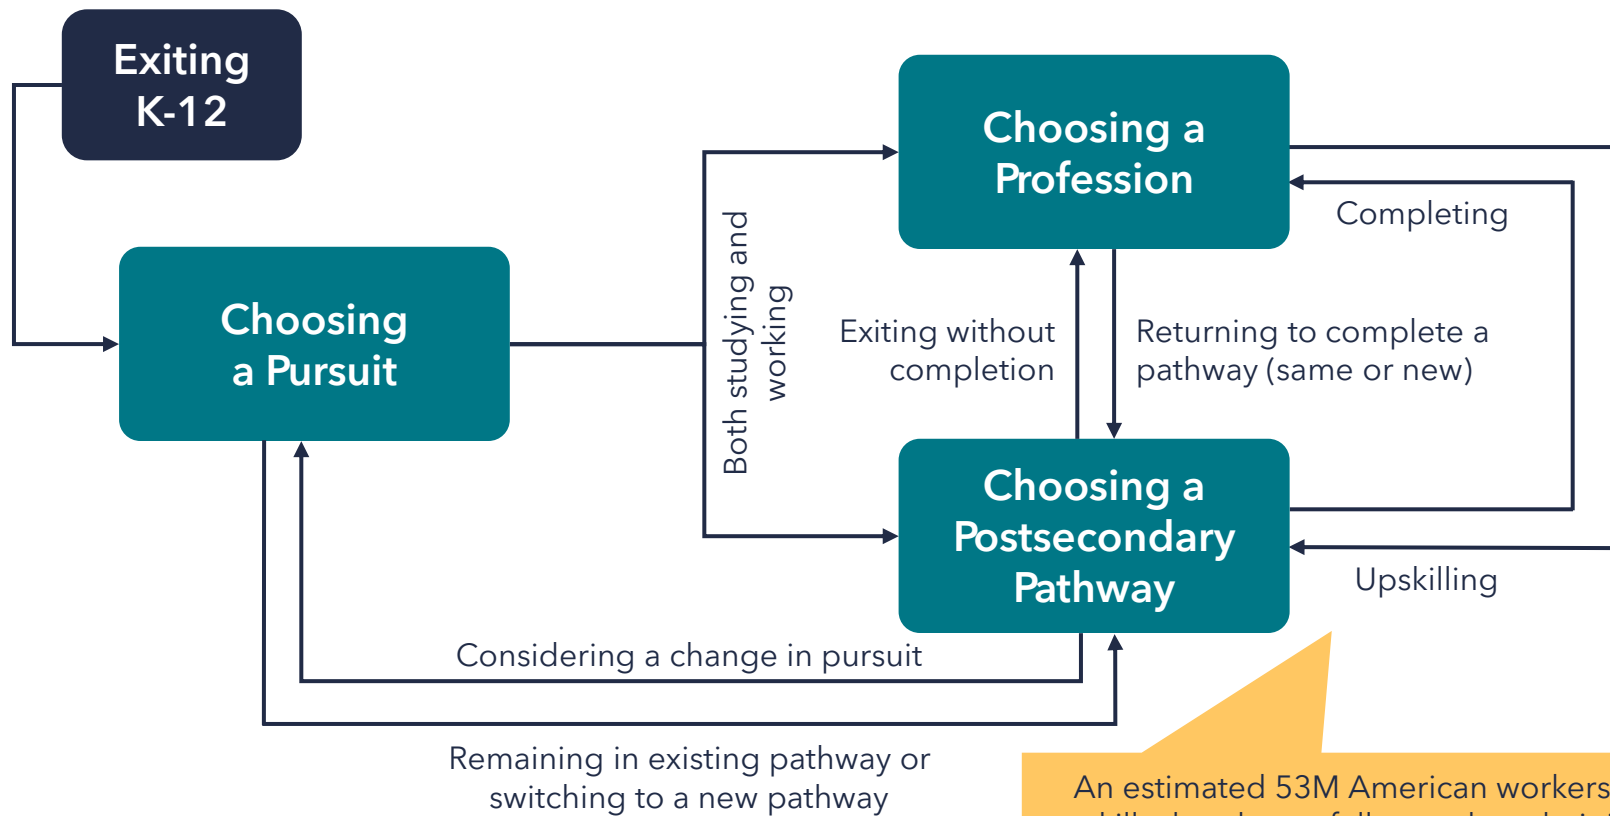 Exiting
K-12
Choosing a
Profession
Completing
Both studying and
working
Choosing
a Pursuit
Exiting without
completion
Returning to complete a
pathway (same or new)
Choosing a
Postsecondary
Pathway
Upskilling
Considering a change in pursuit
Remaining in existing pathway or
switching to a new pathway
An estimated 53M American workers